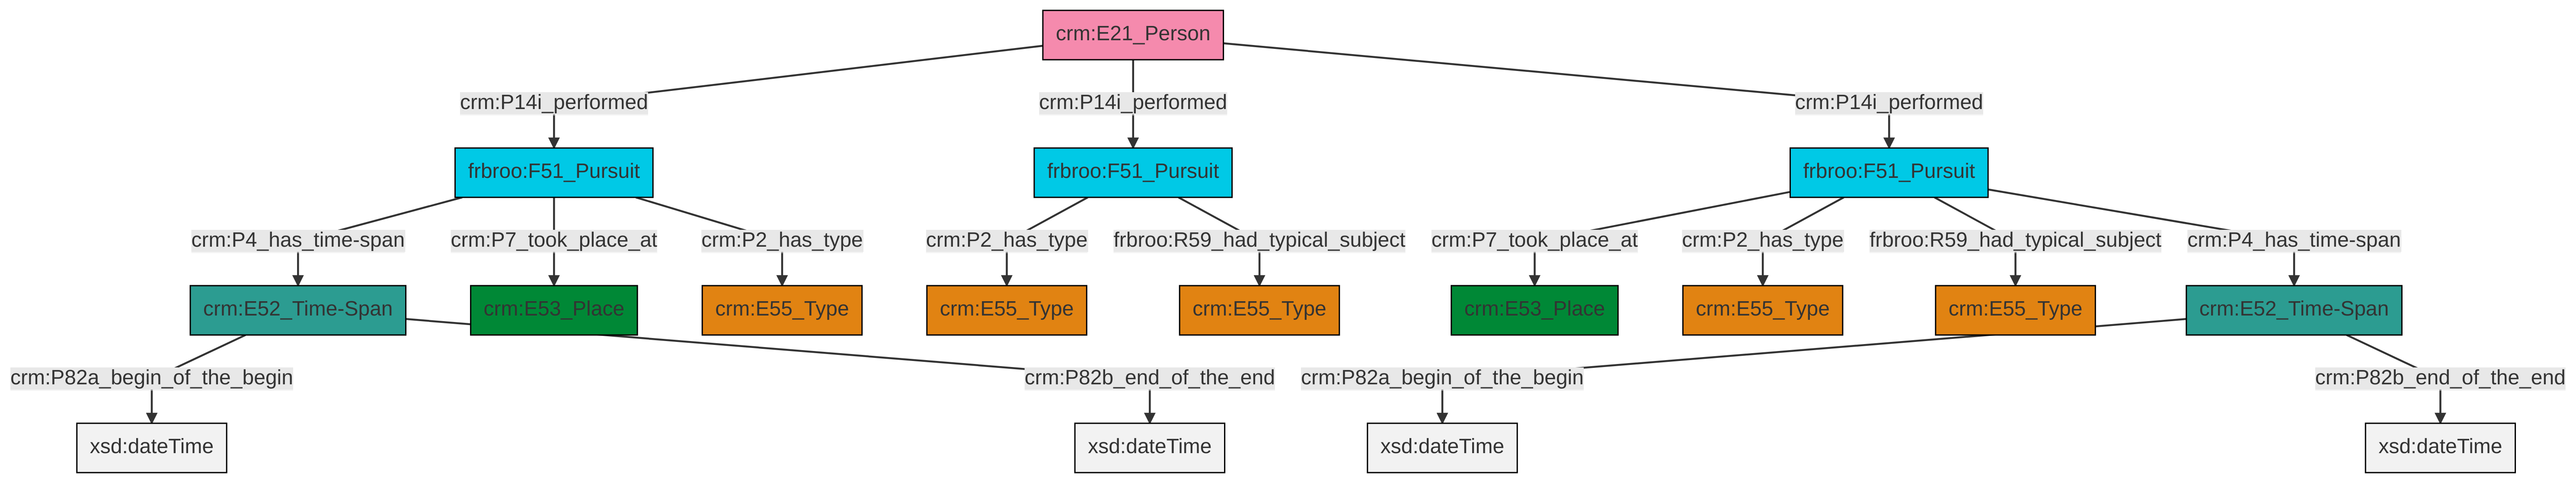 crm:E21_Person
crm:P14i_performed
crm:P14i_performed
crm:P14i_performed
frbroo:F51_Pursuit
frbroo:F51_Pursuit
frbroo:F51_Pursuit
crm:P4_has_time-span
crm:P7_took_place_at
crm:P2_has_type
crm:P2_has_type
frbroo:R59_had_typical_subject
crm:P7_took_place_at
crm:P2_has_type
frbroo:R59_had_typical_subject
crm:P4_has_time-span
crm:E52_Time-Span
crm:E53_Place
crm:E55_Type
crm:E55_Type
crm:E55_Type
crm:E53_Place
crm:E55_Type
crm:E55_Type
crm:E52_Time-Span
crm:P82a_begin_of_the_begin
crm:P82b_end_of_the_end
crm:P82a_begin_of_the_begin
crm:P82b_end_of_the_end
xsd:dateTime
xsd:dateTime
xsd:dateTime
xsd:dateTime